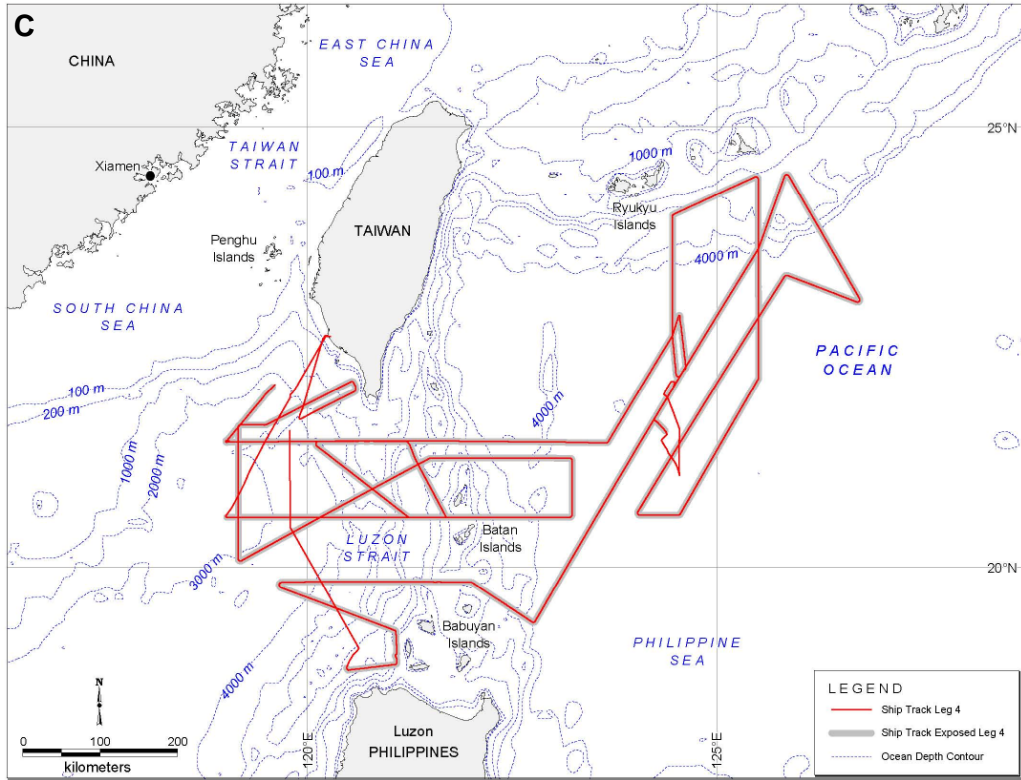 C
EAST CHINA
SEA
CHINA
TAIWAN
STRAIT
25°N
1000 m
Xiamen
100 m
Ryukyu
Islands
TAIWAN
Penghu
Islands
4000 m
SOUTH CHINA
SEA
PACIFIC
OCEAN
100 m
200 m
4000 m
1000 m
2000 m
Batan
Islands
LUZON
STRAIT
3000 m
20°N
Babuyan
Islands
PHILIPPINE
SEA
4000 m
N
LEGEND
Ship Track Leg 4
Ship Track Exposed Leg 4
Ocean Depth Contour
Luzon
PHILIPPINES
120°E
125°E
0 100 200
kilometers